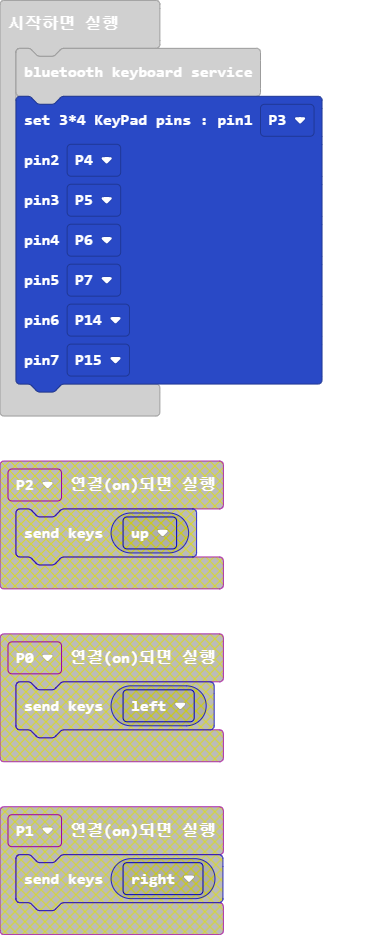 시작하면 실행
bluetooth keyboard service
set 3*4 KeyPad pins : pin1 P3
pin2 P4
pin3 P5
pin4 P6
pin5 P7
pin6 P14
pin7 P15
P2 연결(on)되면 실행
send keys up
P0 연결(on)되면 실행
send keys left
P1 연결(on)되면 실행
send keys right